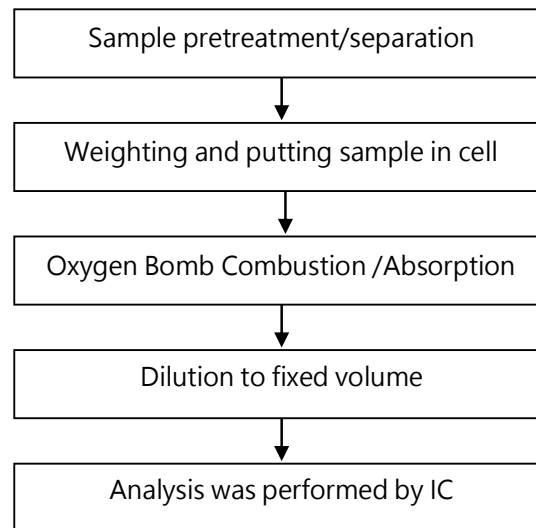 Sample pretreatment/separation
Weighting and putting sample in cell
Oxygen Bomb Combustion /Absorption
Dilution to fixed volume
Analysis was performed by IC